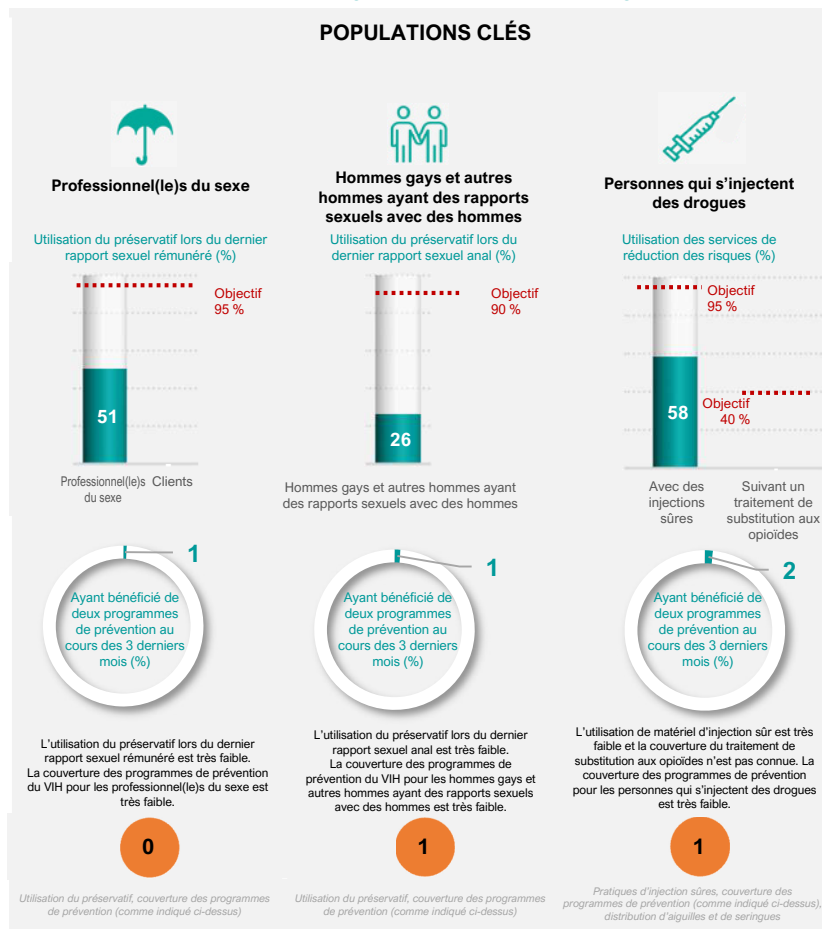 POPULATIONS CLÉS
Professionnel(le)s du sexe
Utilisation du préservatif lors du dernier
rapport sexuel rémunéré (%)
Objectif
95 %
51
Professionnel(le)s
du sexe
Clients
1
Ayant bénéficié de
deux programmes
de prévention au
cours des 3 derniers
mois (%)
L'utilisation du préservatif lors du dernier
rapport sexuel rémunéré est très faible.
La couverture des programmes de prévention
du VIH pour les professionnel(le)s du sexe est
très faible.
0
Utilisation du préservatif, couverture des programmes
de prévention (comme indiqué ci-dessus)
Hommes gays et autres
hommes ayant des rapports
sexuels avec des hommes
Utilisation du préservatif lors du
dernier rapport sexuel anal (%)
Objectif
90 %
26
Hommes gays et autres hommes ayant
des rapports sexuels avec des hommes
1
Ayant bénéficié de
deux programmes
de prévention au
cours des 3 derniers
mois (%)
L'utilisation du préservatif lors du dernier
rapport sexuel anal est très faible.
La couverture des programmes de
prévention du VIH pour les hommes gays et
autres hommes ayant des rapports sexuels
avec des hommes est très faible.
1
Utilisation du préservatif, couverture des programmes
de prévention (comme indiqué ci-dessus)
Personnes qui s'injectent
des drogues
Utilisation des services de
réduction des risques (%)
Objectif
95 %
58
Objectif
40 %
Avec des
injections
sûres
Suivant un
traitement de
substitution aux
opioïdes
2
Ayant bénéficié de
deux programmes
de prévention au
cours des 3 derniers
mois (%)
L'utilisation de matériel d'injection sûr est très
faible et la couverture du traitement de
substitution aux opioïdes n'est pas connue. La
couverture des programmes de prévention
pour les personnes qui s'injectent des drogues
est très faible.
1
Pratiques d'injection sûres, couverture des
programmes de prévention (comme indiqué ci-dessus),
distribution d'aiguilles et de seringues